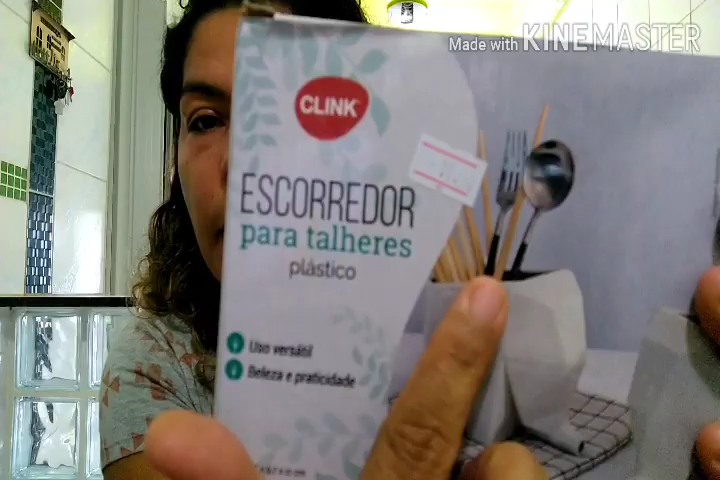 Made with KINEMASTER
CLINK
ESCORREDOR
para talheres
plástico
Uso versátil
Beleza e praticidade